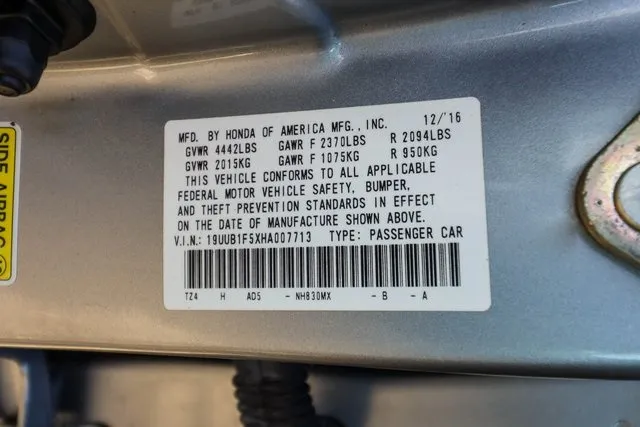 MFD. BY HONDA OF AMERICA MFG., INC. 12/'16
GVWR 4442LBS GAWR F 2370LBS R 2094LBS
GVWR 2015KG GAWR F 1075KG R 950KG
THIS VEHICLE CONFORMS TO ALL APPLICABLE
FEDERAL MOTOR VEHICLE SAFETY, BUMPER,
AND THEFT PREVENTION STANDARDS IN EFFECT
ON THE DATE OF MANUFACTURE SHOWN ABOVE.
V.I.N.: 19UUB1F5XHA007713 TYPE: PASSENGER CAR
TZ4 H AD5 - NH830MX - B - A
SIDE AIRBAG